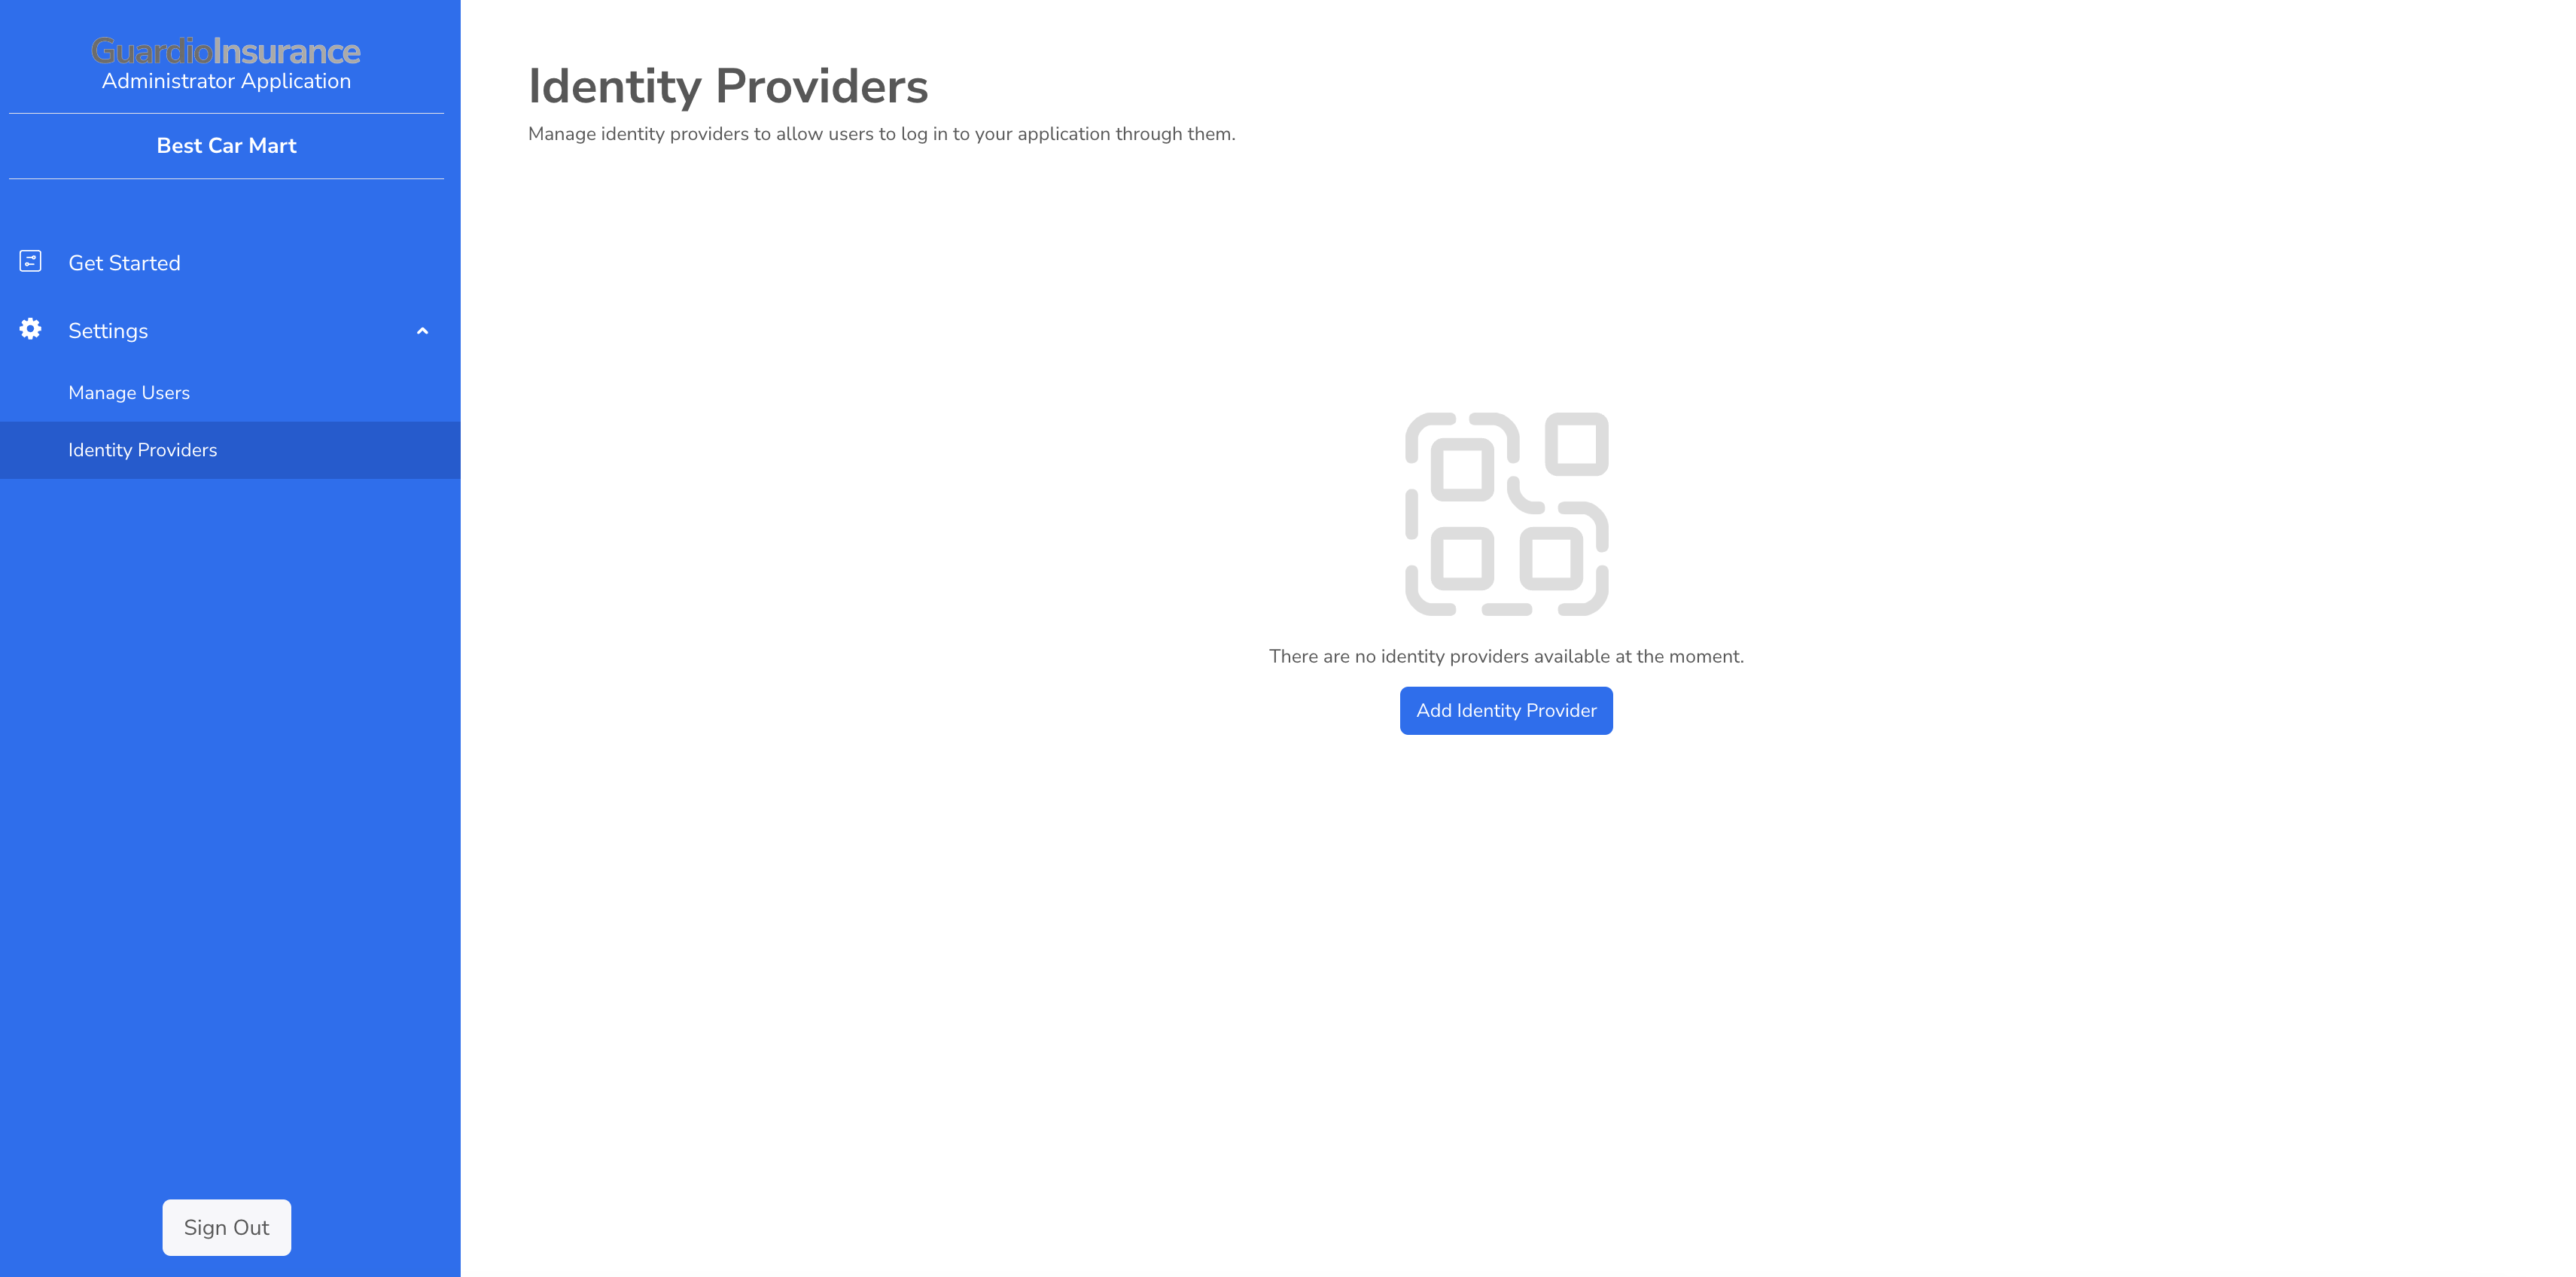 GuardioInsurance
Administrator Application
Best Car Mart
Get Started
Settings
Manage Users
Identity Providers
Sign Out
Identity Providers
Manage identity providers to allow users to log in to your application through them.
There are no identity providers available at the moment.
Add Identity Provider